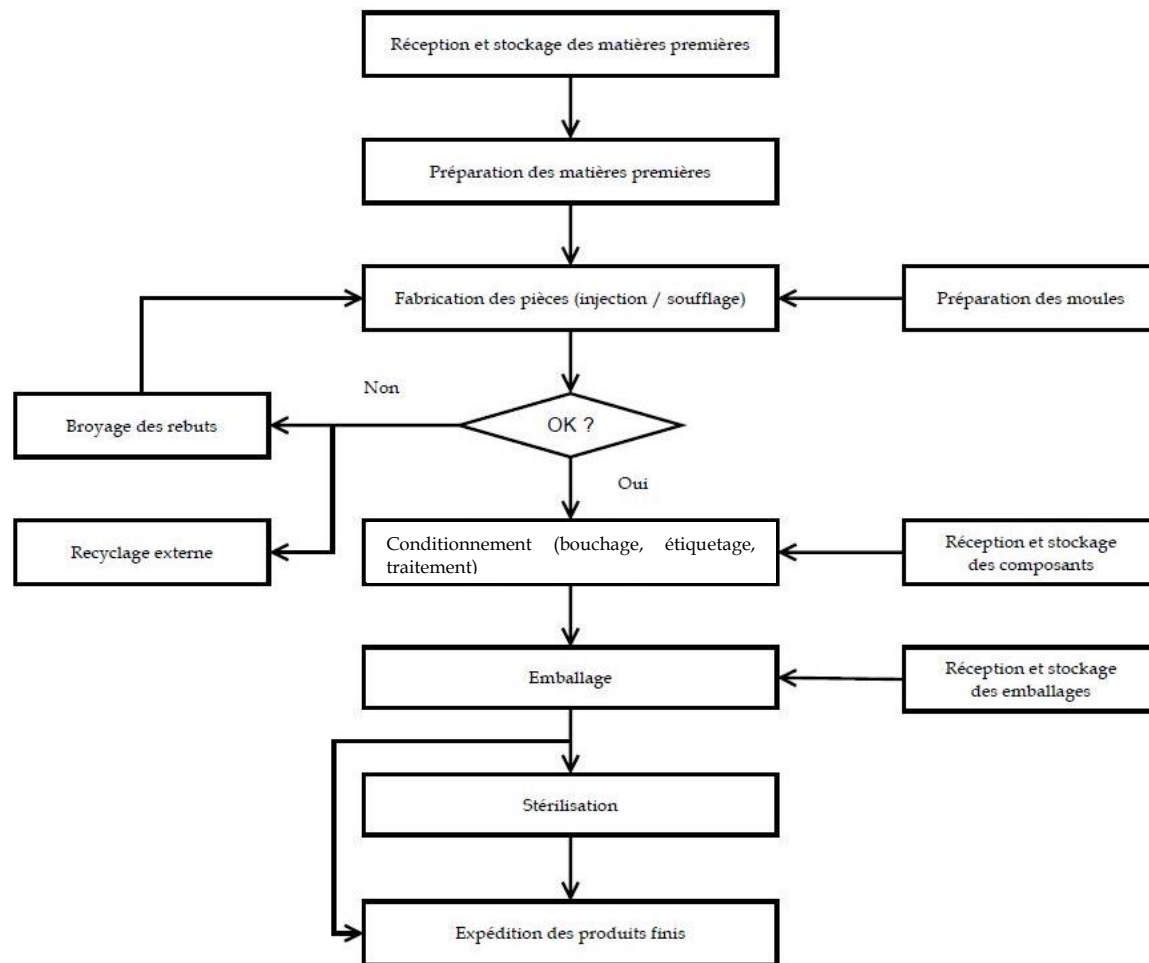 Réception et stockage des matières premières
Préparation des matières premières
Fabrication des pièces (injection / soufflage)
Préparation des moules
Non
Broyage des rebuts
OK ?
Oui
Recyclage externe
Conditionnement (bouchage, étiquetage,
traitement)
Réception et stockage
des composants
Emballage
Réception et stockage
des emballages
Stérilisation
Expédition des produits finis